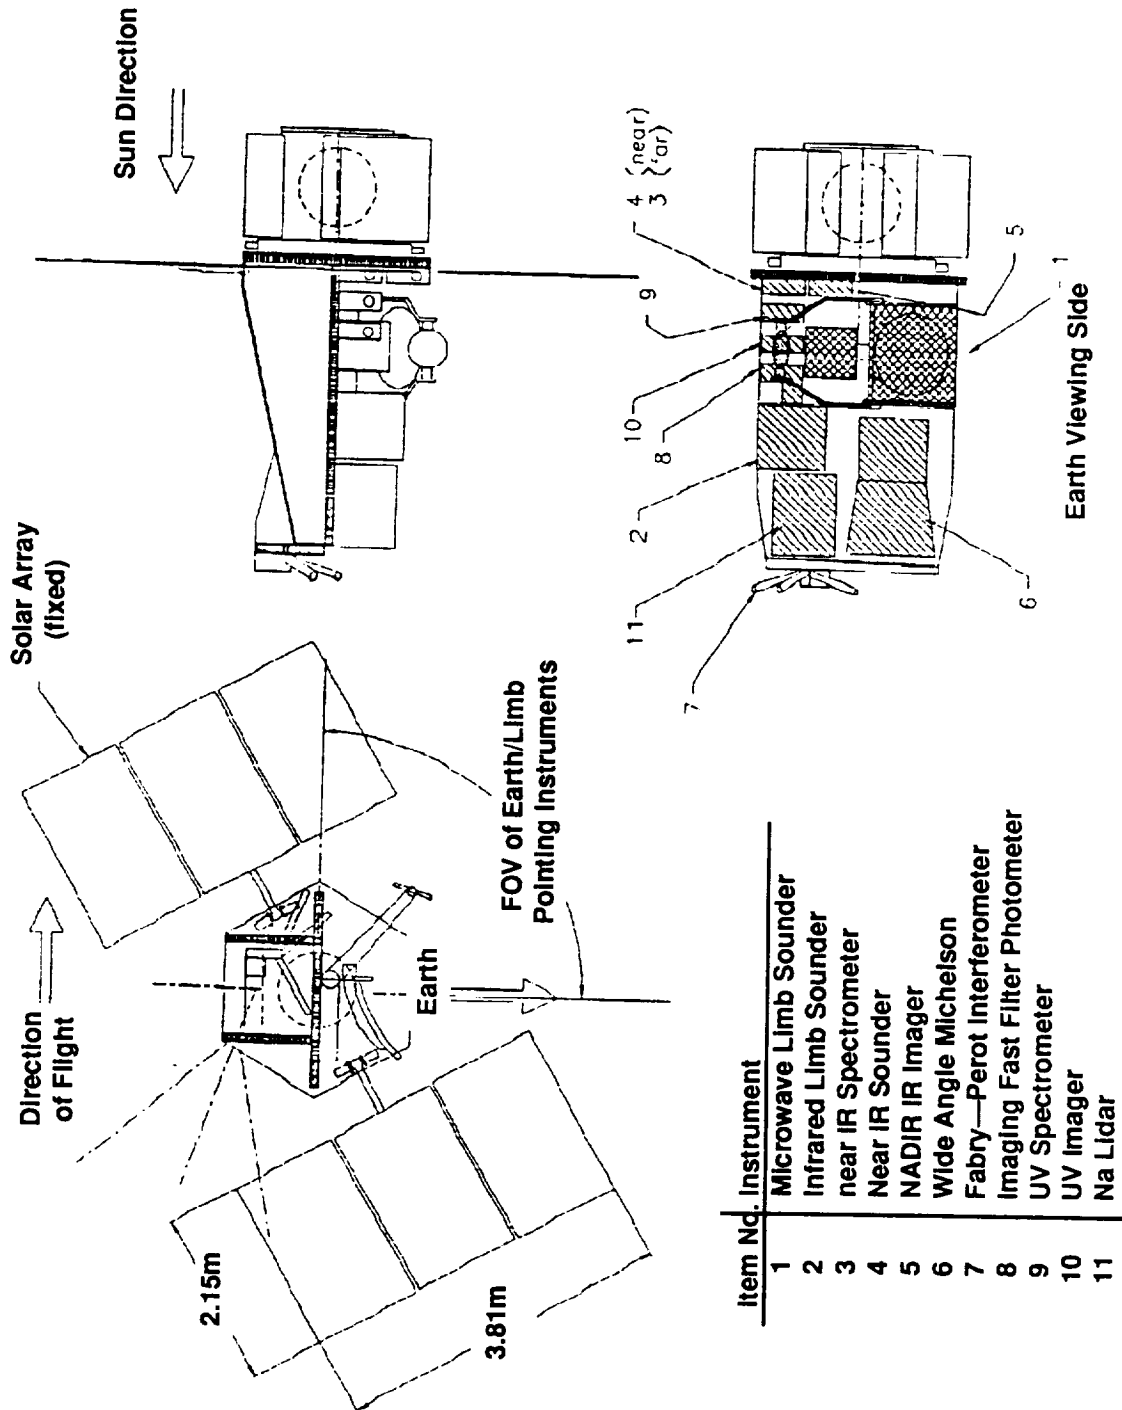 Sun Direction
Solar Array
(fixed)
Direction
of Flight
4 (near)
3
9
10
8
2
11
7
6
5
1
Earth Viewing Side
FOV of Earth/Limb
Pointing Instruments
Earth
2.15m
3.81m
Item No. Instrument
1 Microwave Limb Sounder
2 Infrared Limb Sounder
3 near IR Spectrometer
4 Near IR Sounder
5 NADIR IR Imager
6 Wide Angle Michelson
7 Fabry—Perot Interferometer
8 Imaging Fast Filter Photometer
9 UV Spectrometer
10 UV Imager
11 Na Lidar